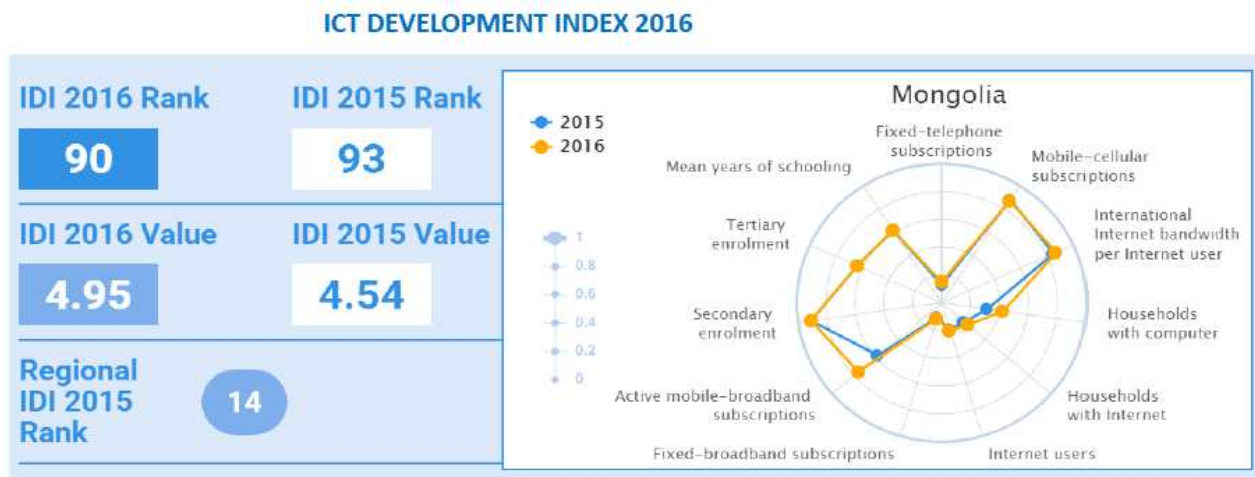 ICT DEVELOPMENT INDEX 2016
IDI 2016 Rank
90
IDI 2015 Rank
93
IDI 2016 Value
4.95
IDI 2015 Value
4.54
Regional
IDI 2015
Rank
14
Mongolia
2015
2016
1
0.8
0.6
0.4
0.2
0
Fixed-telephone
subscriptions
Mobile-cellular
subscriptions
International
Internet bandwidth
per Internet user
Households
with computer
Households
with Internet
Internet users
Fixed-broadband subscriptions
Active mobile-broadband
subscriptions
Secondary
enrolment
Tertiary
enrolment
Mean years of schooling